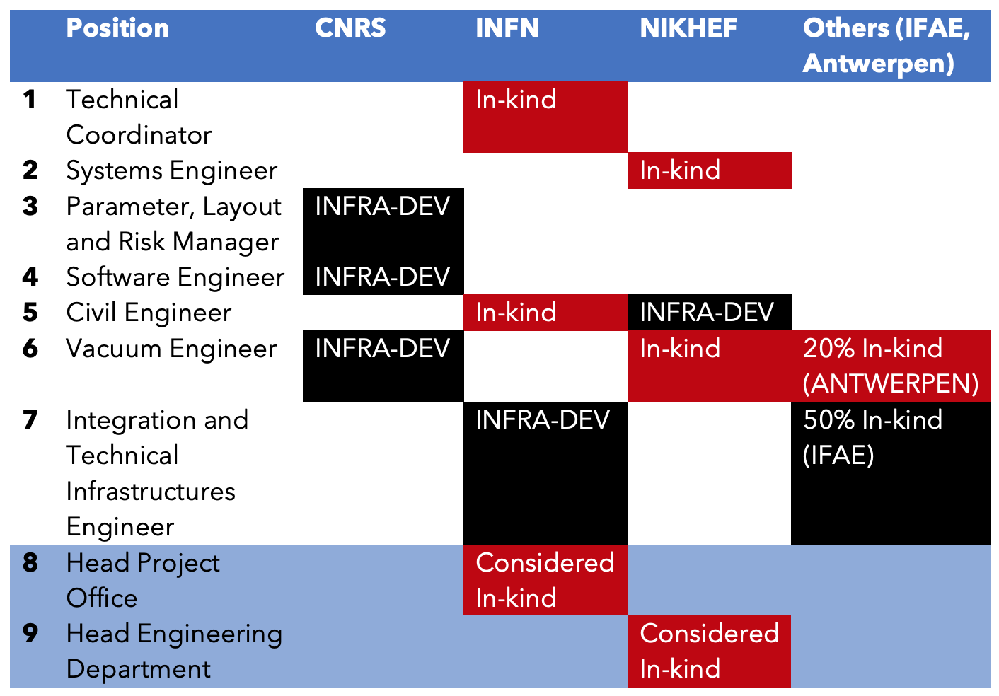 Position CNRS INFN NIKHEF Others (IFAE,
Antwerpen)
1 Technical In-kind
Coordinator
2 Systems Engineer In-kind
3 Parameter, Layout INFRA-DEV
and Risk Manager
4 Software Engineer INFRA-DEV
5 Civil Engineer In-kind INFRA-DEV
6 Vacuum Engineer INFRA-DEV In-kind 20% In-kind
(ANTWERPEN)
7 Integration and INFRA-DEV 50% In-kind
Technical (IFAE)
Infrastructures
Engineer
8 Head Project Considered
Office In-kind
9 Head Engineering Considered
Department In-kind